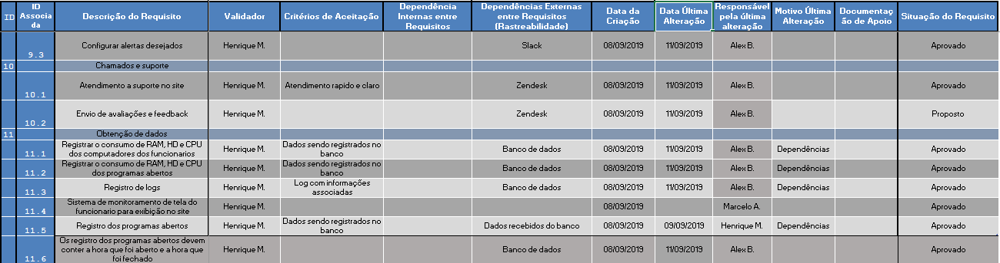 ID
ID Associa da
Descrição do Requisito
Validador
Critérios de Aceitação
Dependência Internas entre Requisitos
Dependências Externas entre Requisitos (Rastreabilidade)
Data da Criação
Data Última Alteração
Responsável pela última alteração
Motivo Última Alteração
Documentaç ão de Apoio
Situação do Requisito
9.3 Configurar alertas desejados Henrique M. Slack 08/09/2019 11/09/2019 Alex B. Aprovado
10 Chamados e suporte
10.1 Atendimento a suporte no site Henrique M. Atendimento rapido e claro Zendesk 08/09/2019 11/09/2019 Alex B. Aprovado
10.2 Envio de avaliações e feedback Henrique M. Zendesk 08/09/2019 11/09/2019 Alex B. Proposto
11 Obtenção de dados
11.1 Registrar o consumo de RAM, HD e CPU dos computadores dos funcionarios Henrique M. Dados sendo registrados no banco Banco de dados 08/09/2019 11/09/2019 Alex B. Dependências Aprovado
11.2 Registrar o consumo de RAM, HD e CPU dos programas abertos Henrique M. Dados sendo registrados no banco Banco de dados 08/09/2019 11/09/2019 Alex B. Dependências Aprovado
11.3 Registro de logs Henrique M. Log com informações associadas Banco de dados 08/09/2019 11/09/2019 Alex B. Dependências Aprovado
11.4 Sistema de monitoramento de tela do funcionario para exibição no site Henrique M. 08/09/2019 Marcelo A. Aprovado
11.5 Registro dos programas abertos Henrique M. Dados sendo registrados no banco Dados recebidos do banco 08/09/2019 09/09/2019 Henrique M. Dependências Aprovado
11.6 Os registro dos programas abertos devem conter a hora que foi aberto e a hora que foi fechado Henrique M. Banco de dados 08/09/2019 11/09/2019 Alex B. Aprovado